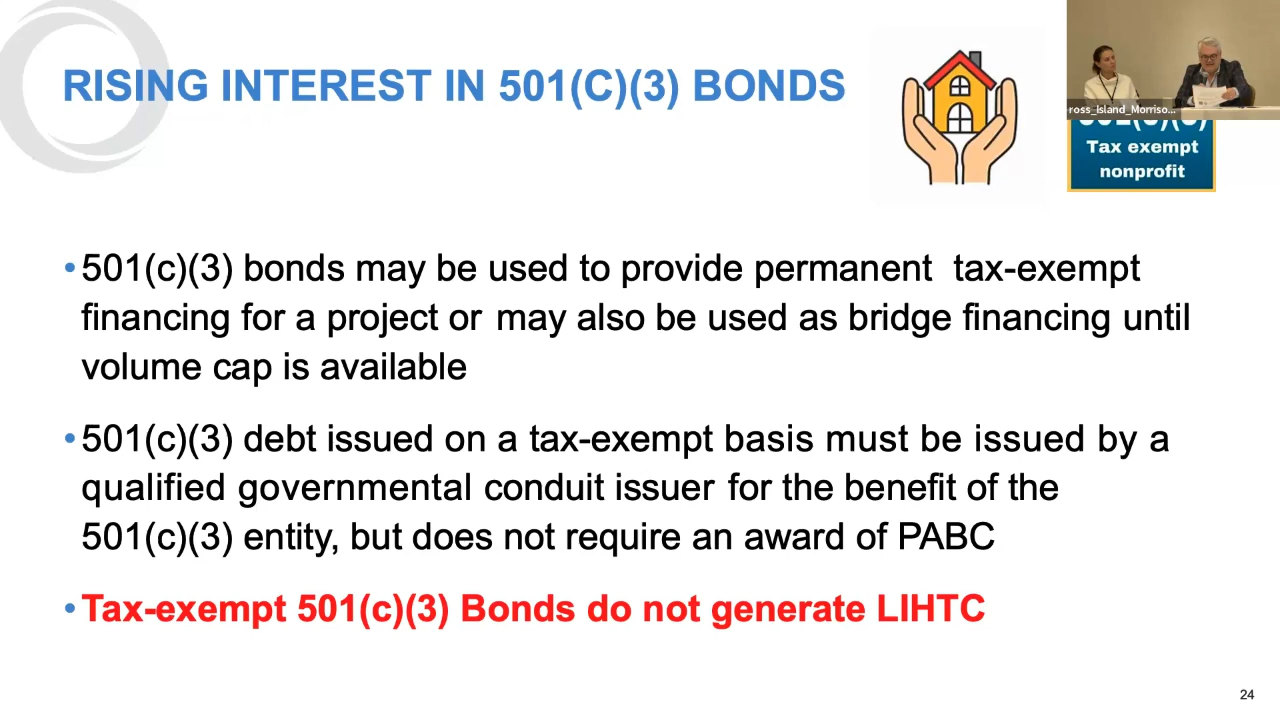 RISING INTEREST IN 501(C)(3) BONDS
ross_Island_Morriso...
501(c)(3)
Tax exempt
nonprofit
•501(c)(3) bonds may be used to provide permanent tax-exempt
financing for a project or may also be used as bridge financing until
volume cap is available
•501(c)(3) debt issued on a tax-exempt basis must be issued by a
qualified governmental conduit issuer for the benefit of the
501(c)(3) entity, but does not require an award of PABC
•Tax-exempt 501(c)(3) Bonds do not generate LIHTC
24